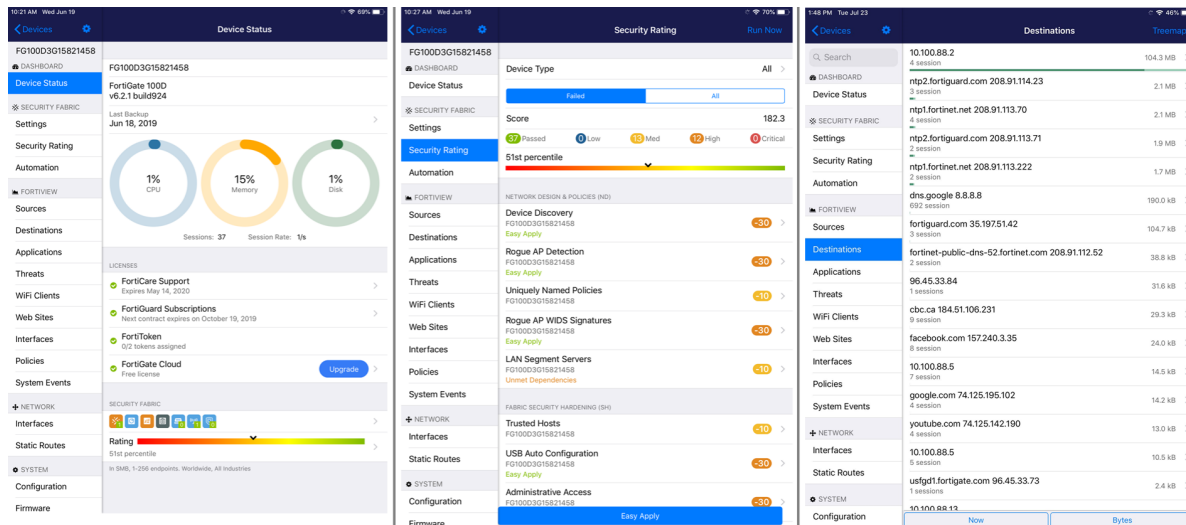 10:21 AM Wed Jun 19
69%
Devices
Device Status
FG100D3G15821458
DASHBOARD
Device Status
SECURITY FABRIC
Settings
Security Rating
Automation
FORTIVIEW
Sources
Destinations
Applications
Threats
WiFi Clients
Web Sites
Interfaces
Policies
System Events
NETWORK
Interfaces
Static Routes
SYSTEM
Configuration
Firmware
FG100D3G15821458
FortiGate 100D
v6.2.1 build924
Last Backup
Jun 18, 2019
1%
CPU
15%
Memory
1%
Disk
Sessions: 37 Session Rate: 1/s
LICENSES
FortiCare Support
Expires May 14, 2020
FortiGuard Subscriptions
Next contract expires on October 19, 2019
FortiToken
0/2 tokens assigned
FortiGate Cloud
Free license
Upgrade
SECURITY FABRIC
Rating
51st percentile
In SMB, 1-256 endpoints. Worldwide, All Industries
10:27 AM Wed Jun 19
70%
Devices
Security Rating
Run Now
FG100D3G15821458
DASHBOARD
Device Status
SECURITY FABRIC
Settings
Security Rating
Automation
FORTIVIEW
Sources
Destinations
Applications
Threats
WiFi Clients
Web Sites
Interfaces
Policies
System Events
NETWORK
Interfaces
Static Routes
SYSTEM
Configuration
Firmware
Device Type All
Failed All
Score 182.3
37 Passed 0 Low 13 Med 12 High 0 Critical
51st percentile
NETWORK DESIGN & POLICIES (ND)
Device Discovery
FG100D3G15821458
Easy Apply
-30
Rogue AP Detection
FG100D3G15821458
Easy Apply
-30
Uniquely Named Policies
FG100D3G15821458
-10
Rogue AP WIDS Signatures
FG100D3G15821458
Easy Apply
-30
LAN Segment Servers
FG100D3G15821458
Unmet Dependencies
-10
FABRIC SECURITY HARDENING (SH)
Trusted Hosts
FG100D3G15821458
-10
USB Auto Configuration
FG100D3G15821458
Easy Apply
-30
Administrative Access
FG100D3G15821458
-30
Easy Apply
1:48 PM Tue Jul 23
46%
Devices
Destinations
Treemap
Search
DASHBOARD
Device Status
SECURITY FABRIC
Settings
Security Rating
Automation
FORTIVIEW
Sources
Destinations
Applications
Threats
WiFi Clients
Web Sites
Interfaces
Policies
System Events
NETWORK
Interfaces
Static Routes
SYSTEM
Configuration
10.100.88.2
4 session
104.3 MB
ntp2.fortiguard.com 208.91.114.23
3 session
2.1 MB
ntp1.fortinet.net 208.91.113.70
4 session
2.1 MB
ntp2.fortiguard.com 208.91.113.71
2 session
1.9 MB
ntp1.fortinet.net 208.91.113.222
2 session
1.7 MB
dns.google 8.8.8.8
692 session
190.0 kB
fortiguard.com 35.197.51.42
3 session
104.7 kB
fortinet-public-dns-52.fortinet.com 208.91.112.52
2 session
38.8 kB
96.45.33.84
1 sessions
31.6 kB
cbc.ca 184.51.106.231
9 session
29.3 kB
facebook.com 157.240.3.35
8 session
24.0 kB
10.100.88.5
7 session
14.5 kB
google.com 74.125.195.102
4 session
14.2 kB
youtube.com 74.125.142.190
4 session
13.0 kB
10.100.88.5
5 session
10.5 kB
usfgd1.fortigate.com 96.45.33.73
1 sessions
2.4 kB
10.100.88.13
Now
Bytes